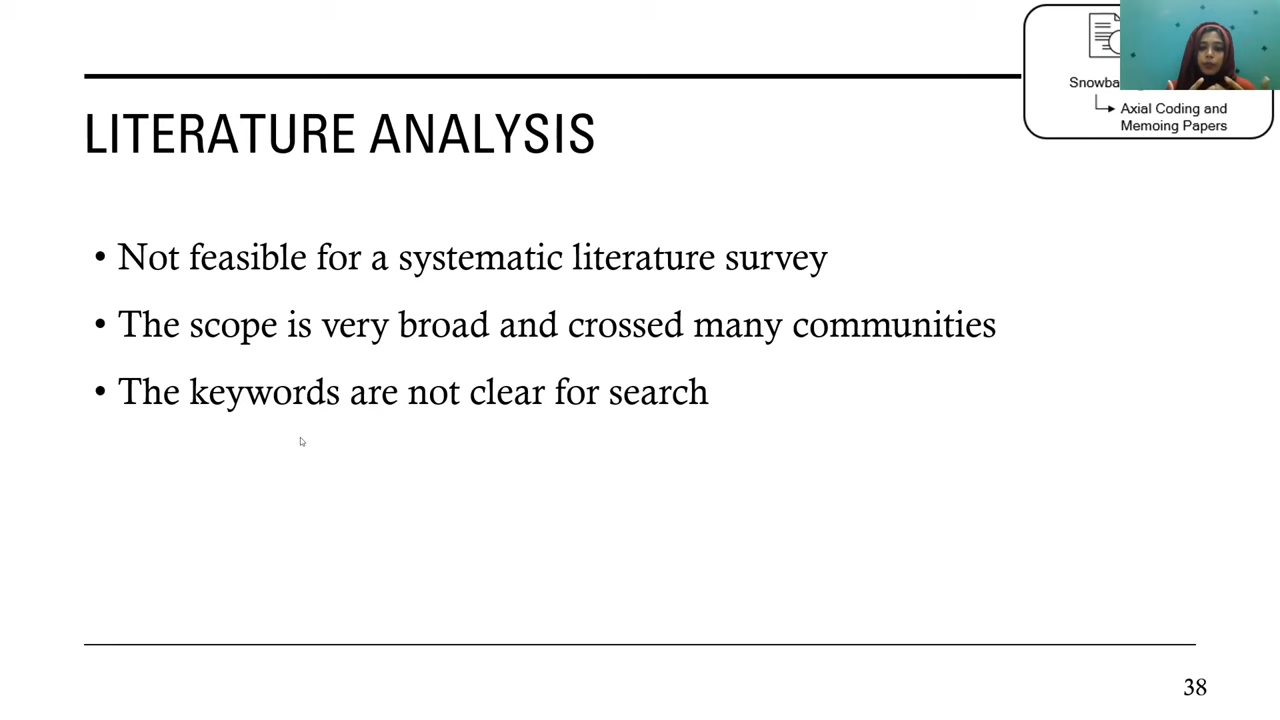 LITERATURE ANALYSIS
• Not feasible for a systematic literature survey
• The scope is very broad and crossed many communities
• The keywords are not clear for search
Axial Coding and
Memoing Papers
38